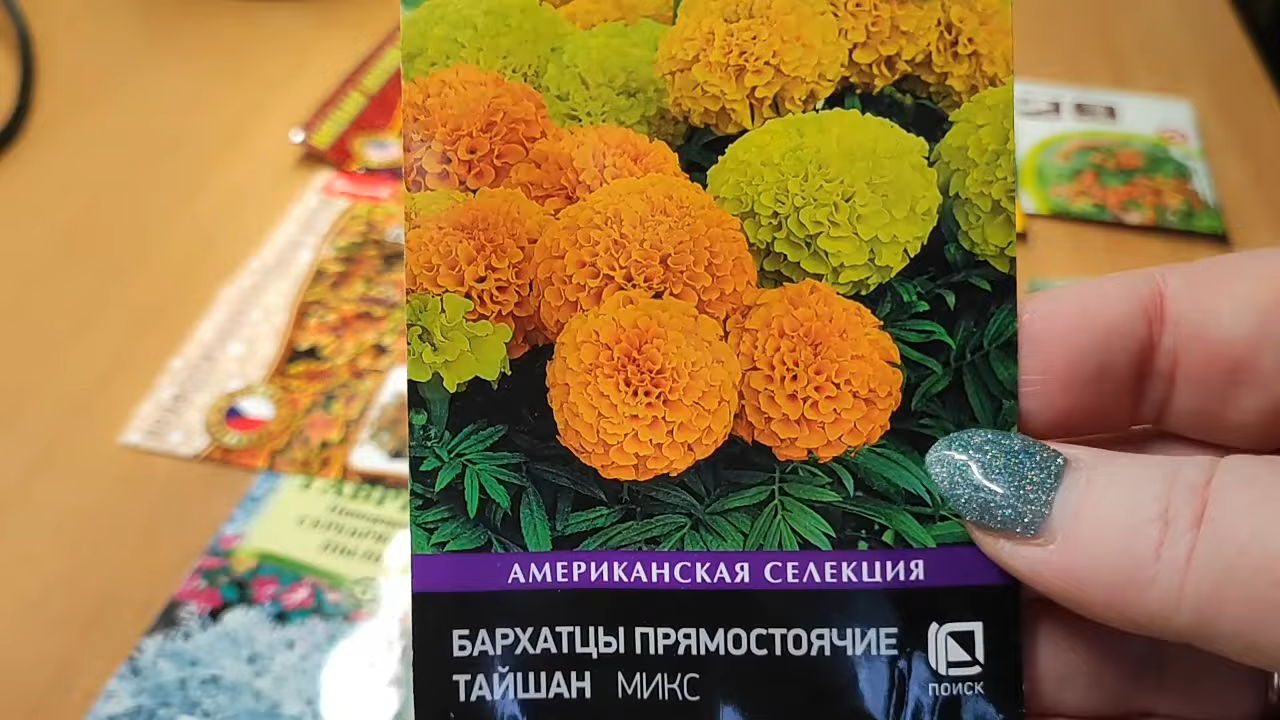 АМЕРИКАНСКАЯ СЕЛЕКЦИЯ
БАРХАТЦЫ ПРЯМОСТОЯЧИЕ
ТАЙШАН МИКС
ПОИСК